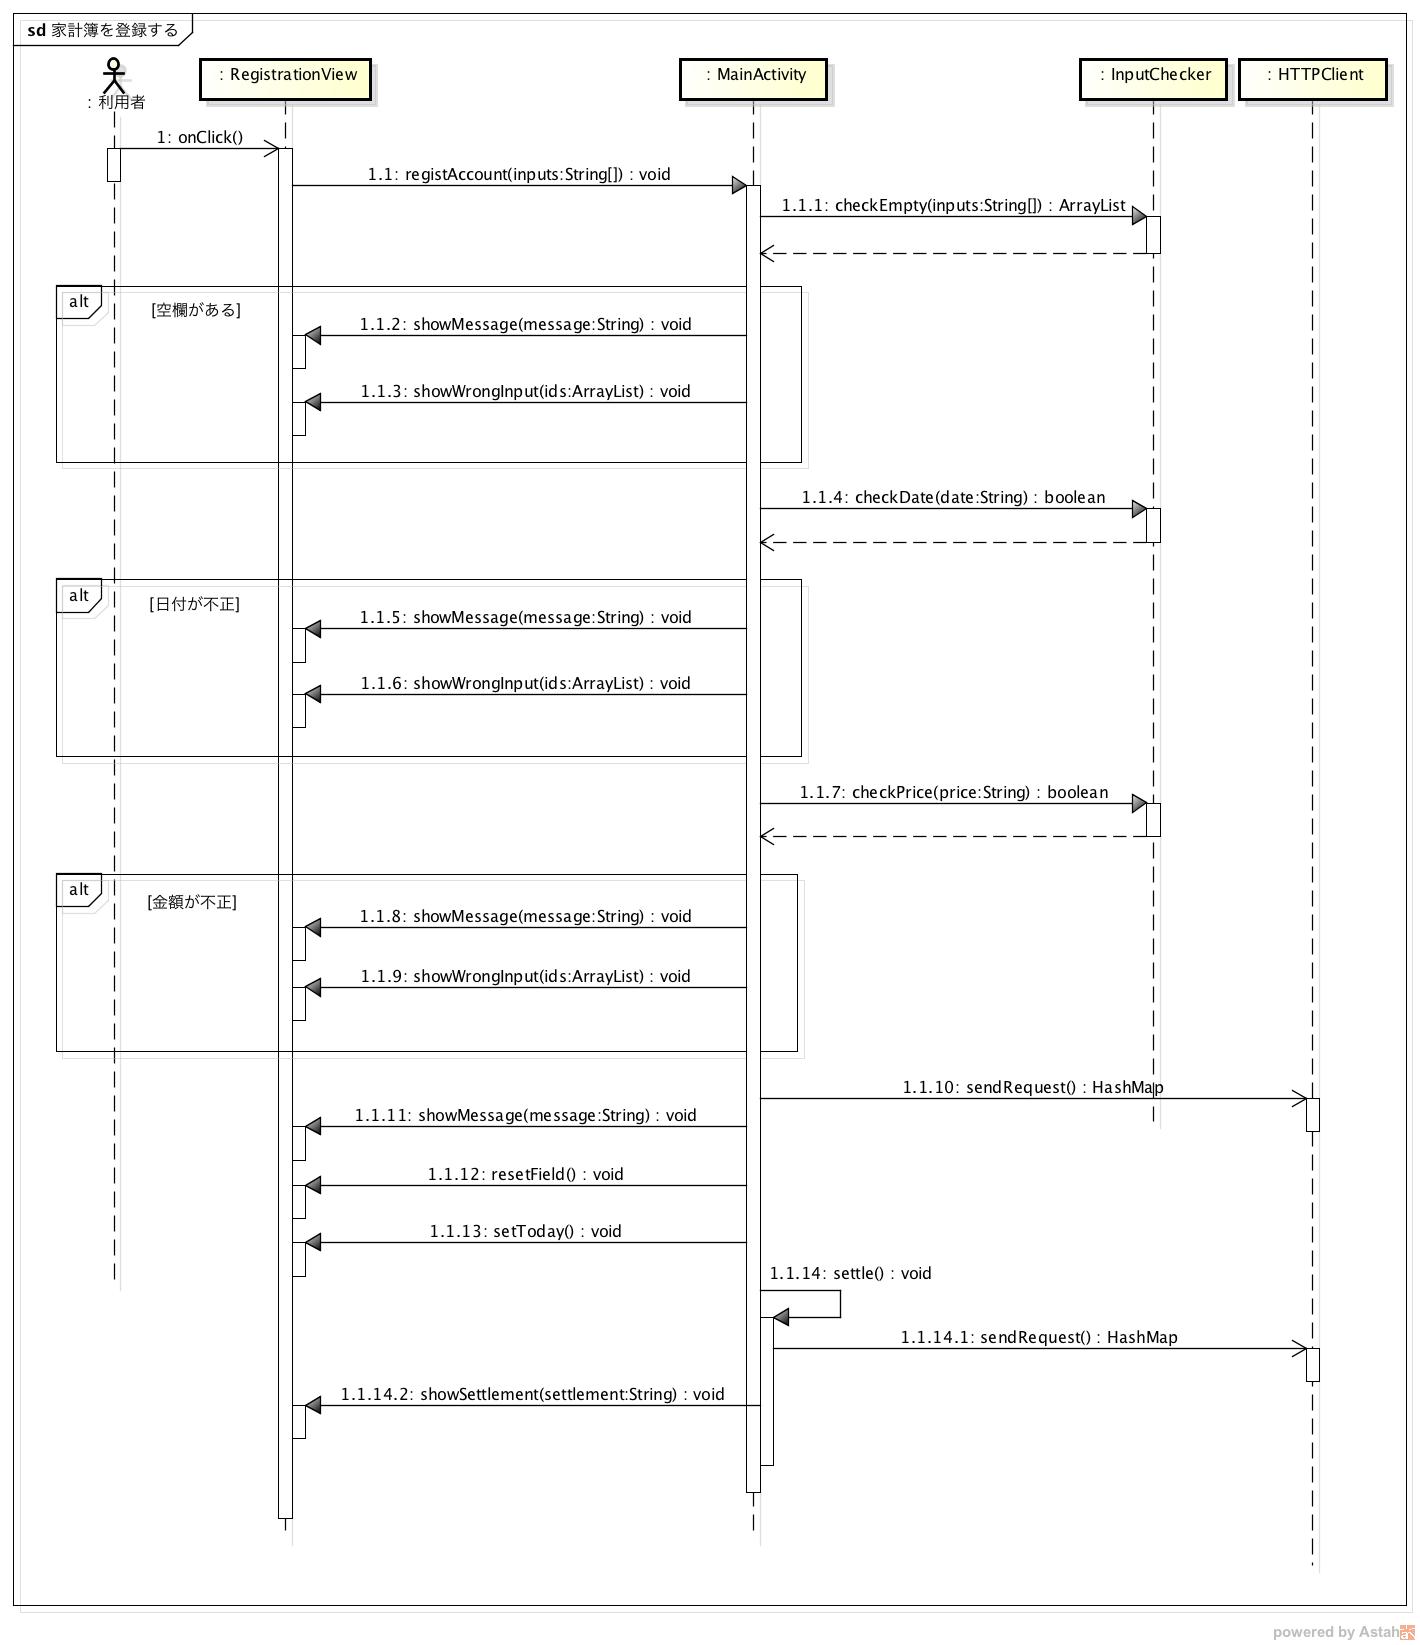 sd 家計簿を登録する
: 利用者
: RegistrationView
: MainActivity
: InputChecker
: HTTPClient
1: onClick()
1.1: registAccount(inputs:String[]) : void
1.1.1: checkEmpty(inputs:String[]) : ArrayList
alt
[空欄がある]
1.1.2: showMessage(message:String) : void
1.1.3: showWrongInput(ids:ArrayList) : void
1.1.4: checkDate(date:String) : boolean
alt
[日付が不正]
1.1.5: showMessage(message:String) : void
1.1.6: showWrongInput(ids:ArrayList) : void
1.1.7: checkPrice(price:String) : boolean
alt
[金額が不正]
1.1.8: showMessage(message:String) : void
1.1.9: showWrongInput(ids:ArrayList) : void
1.1.10: sendRequest() : HashMap
1.1.11: showMessage(message:String) : void
1.1.12: resetField() : void
1.1.13: setToday() : void
1.1.14: settle() : void
1.1.14.1: sendRequest() : HashMap
1.1.14.2: showSettlement(settlement:String) : void
powered by Astah